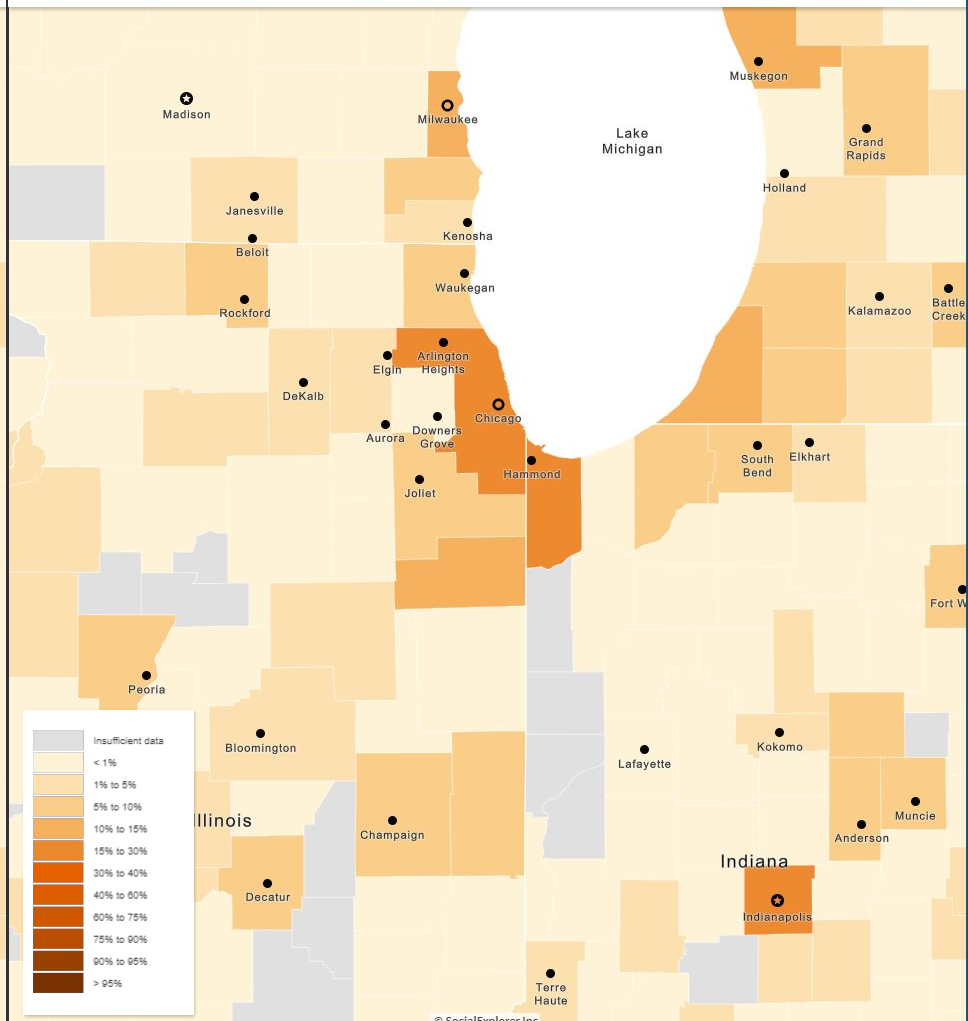 Muskegon
Madison
Milwaukee
Lake
Michigan
Grand
Rapids
Holland
Janesville
Kenosha
Beloit
Waukegan
Rockford
Kalamazoo
Battle
Creek
Arlington
Heights
Elgin
DeKalb
Chicago
Aurora
Downers
Grove
South
Bend
Elkhart
Hammond
Joliet
Fort W
Peoria
Bloomington
Kokomo
Lafayette
Illinois
Champaign
Muncie
Anderson
Indiana
Decatur
Indianapolis
Terre
Haute
Insufficient data
< 1%
1% to 5%
5% to 10%
10% to 15%
15% to 30%
30% to 40%
40% to 60%
60% to 75%
75% to 90%
90% to 95%
> 95%
© SocialExplorer Inc